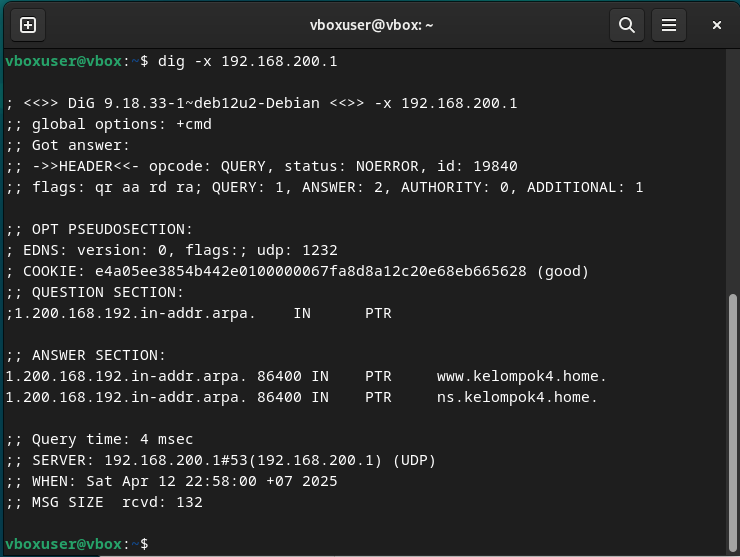 vboxuser@vbox: ~
vboxuser@vbox:~$ dig -x 192.168.200.1
; <<>> DiG 9.18.33-1~deb12u2-Debian <<>> -x 192.168.200.1
;; global options: +cmd
;; Got answer:
;; ->>HEADER<<- opcode: QUERY, status: NOERROR, id: 19840
;; flags: qr aa rd ra; QUERY: 1, ANSWER: 2, AUTHORITY: 0, ADDITIONAL: 1
;; OPT PSEUDOSECTION:
; EDNS: version: 0, flags:; udp: 1232
; COOKIE: e4a05ee3854b442e0100000067fa8d8a12c20e68eb665628 (good)
;; QUESTION SECTION:
;1.200.168.192.in-addr.arpa.    IN      PTR
;; ANSWER SECTION:
1.200.168.192.in-addr.arpa. 86400 IN    PTR     www.kelompok4.home.
1.200.168.192.in-addr.arpa. 86400 IN    PTR     ns.kelompok4.home.
;; Query time: 4 msec
;; SERVER: 192.168.200.1#53(192.168.200.1) (UDP)
;; WHEN: Sat Apr 12 22:58:00 +07 2025
;; MSG SIZE  rcvd: 132
vboxuser@vbox:~$